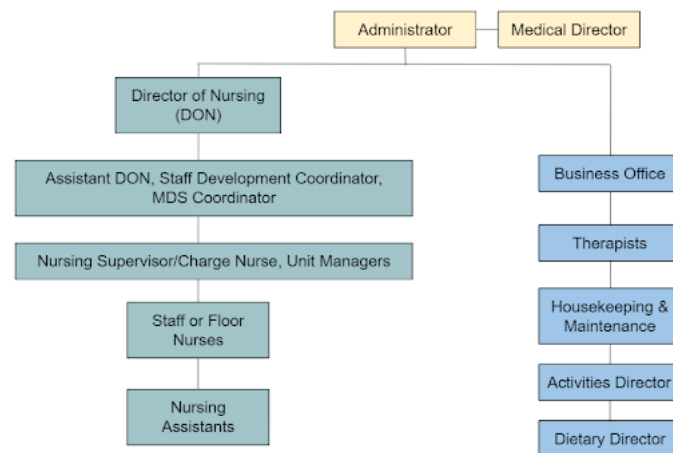 Administrator
Medical Director
Director of Nursing
(DON)
Assistant DON, Staff Development Coordinator,
MDS Coordinator
Nursing Supervisor/Charge Nurse, Unit Managers
Staff or Floor
Nurses
Nursing
Assistants
Business Office
Therapists
Housekeeping &
Maintenance
Activities Director
Dietary Director